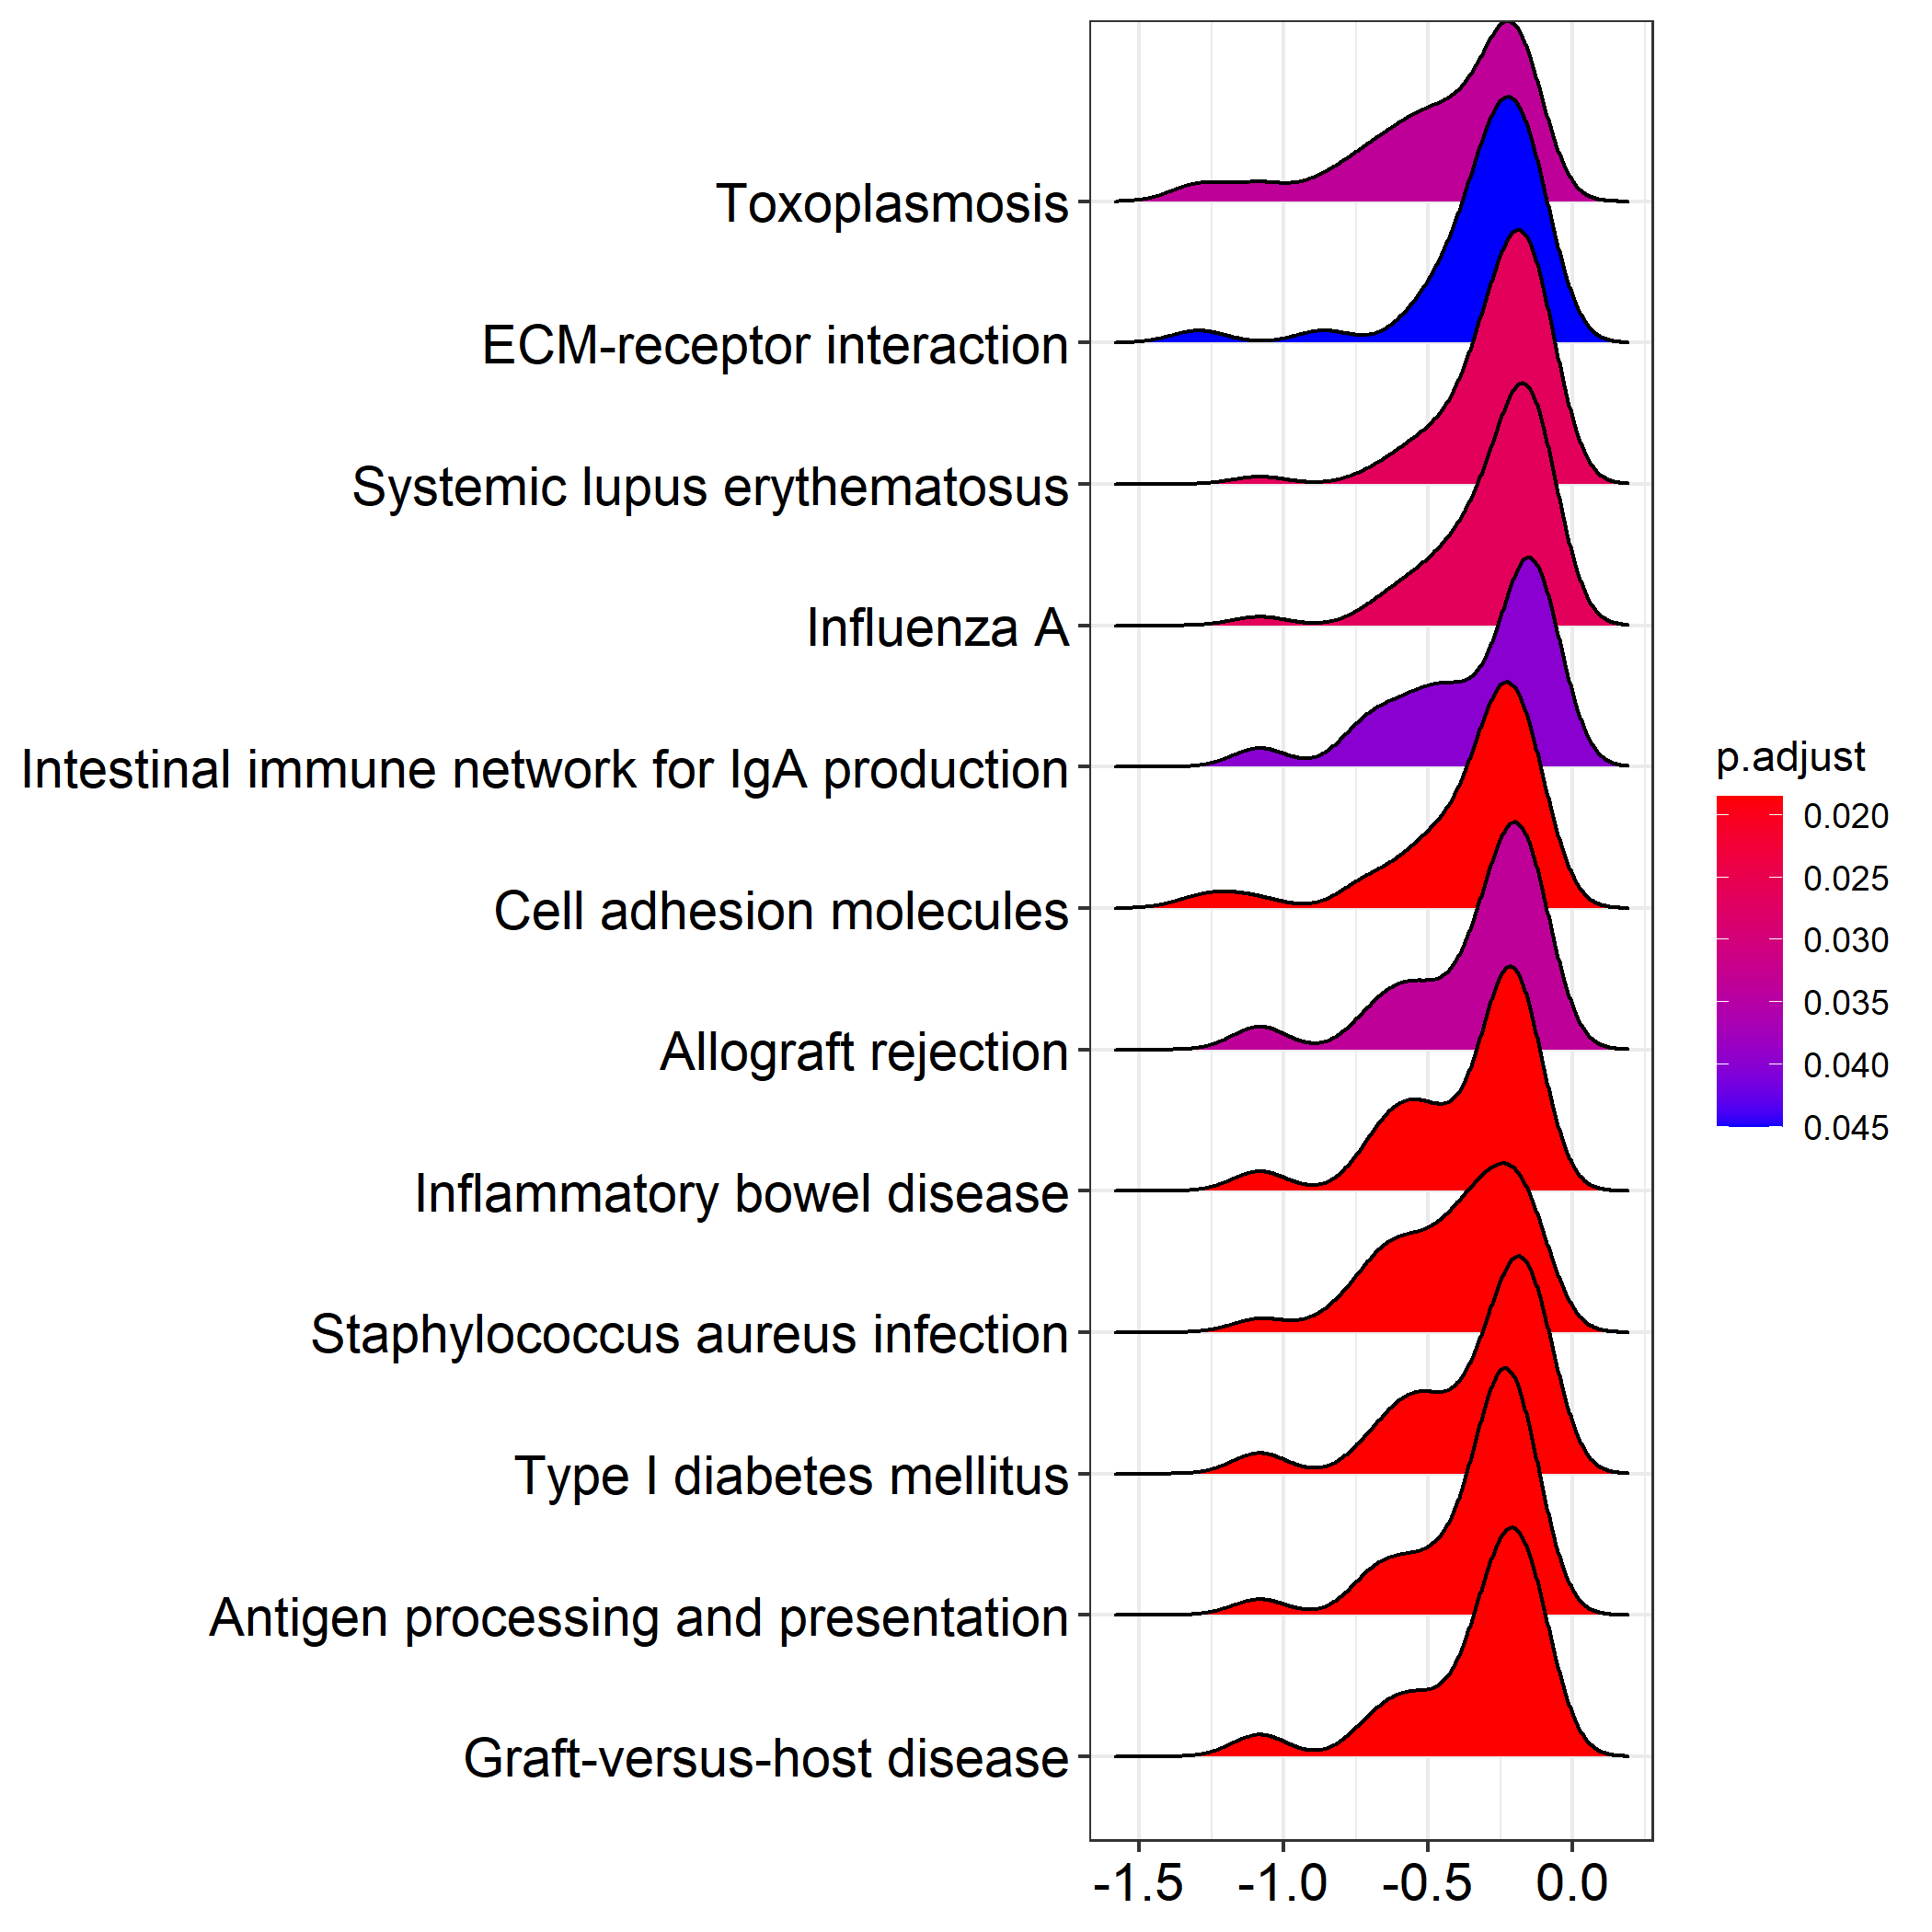 Toxoplasmosis
ECM-receptor interaction
Systemic lupus erythematosus
Influenza A
Intestinal immune network for IgA production
Cell adhesion molecules
Allograft rejection
Inflammatory bowel disease
Staphylococcus aureus infection
Type I diabetes mellitus
Antigen processing and presentation
Graft-versus-host disease
-1.5 -1.0 -0.5 0.0
p.adjust
0.020
0.025
0.030
0.035
0.040
0.045